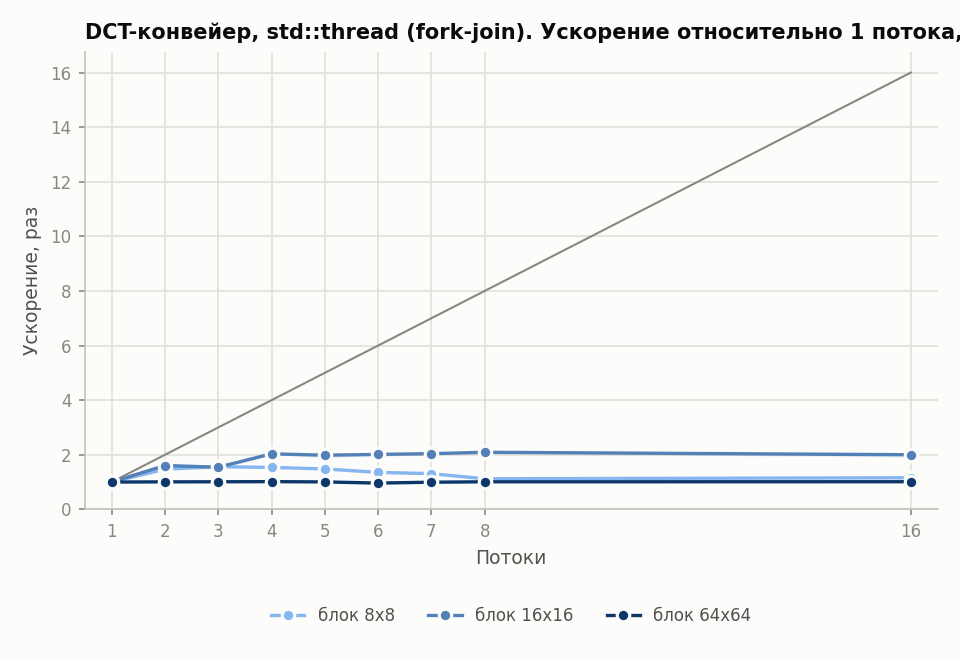 DCT-конвейер, std::thread (fork-join). Ускорение относительно 1 потока,
16
14
12
10
8
6
4
2
0
Ускорение, раз
1 2 3 4 5 6 7 8 16
Потоки
блок 8x8 блок 16x16 блок 64x64